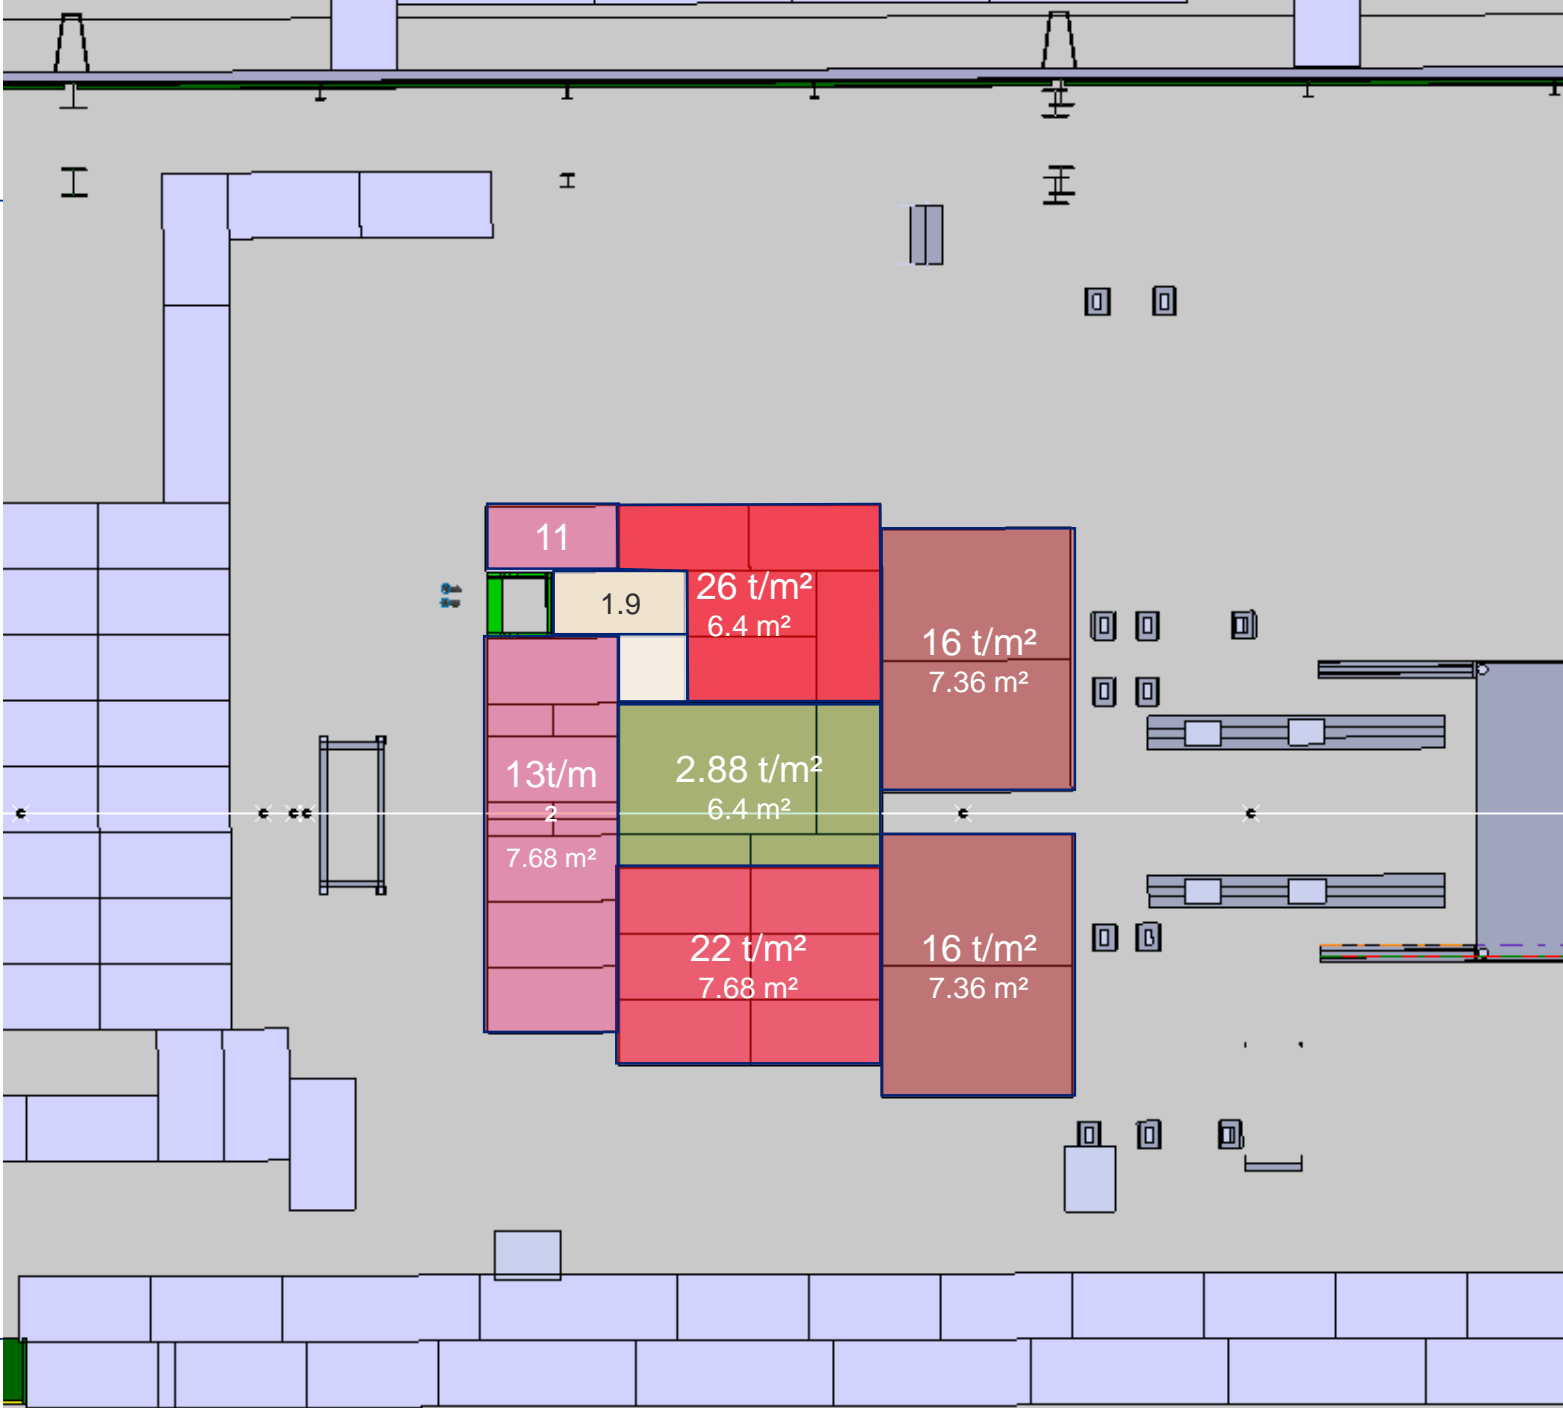 11
1.9
26 t/m²
6.4 m²
16 t/m²
7.36 m²
13t/m
2
7.68 m²
2.88 t/m²
6.4 m²
22 t/m²
7.68 m²
16 t/m²
7.36 m²